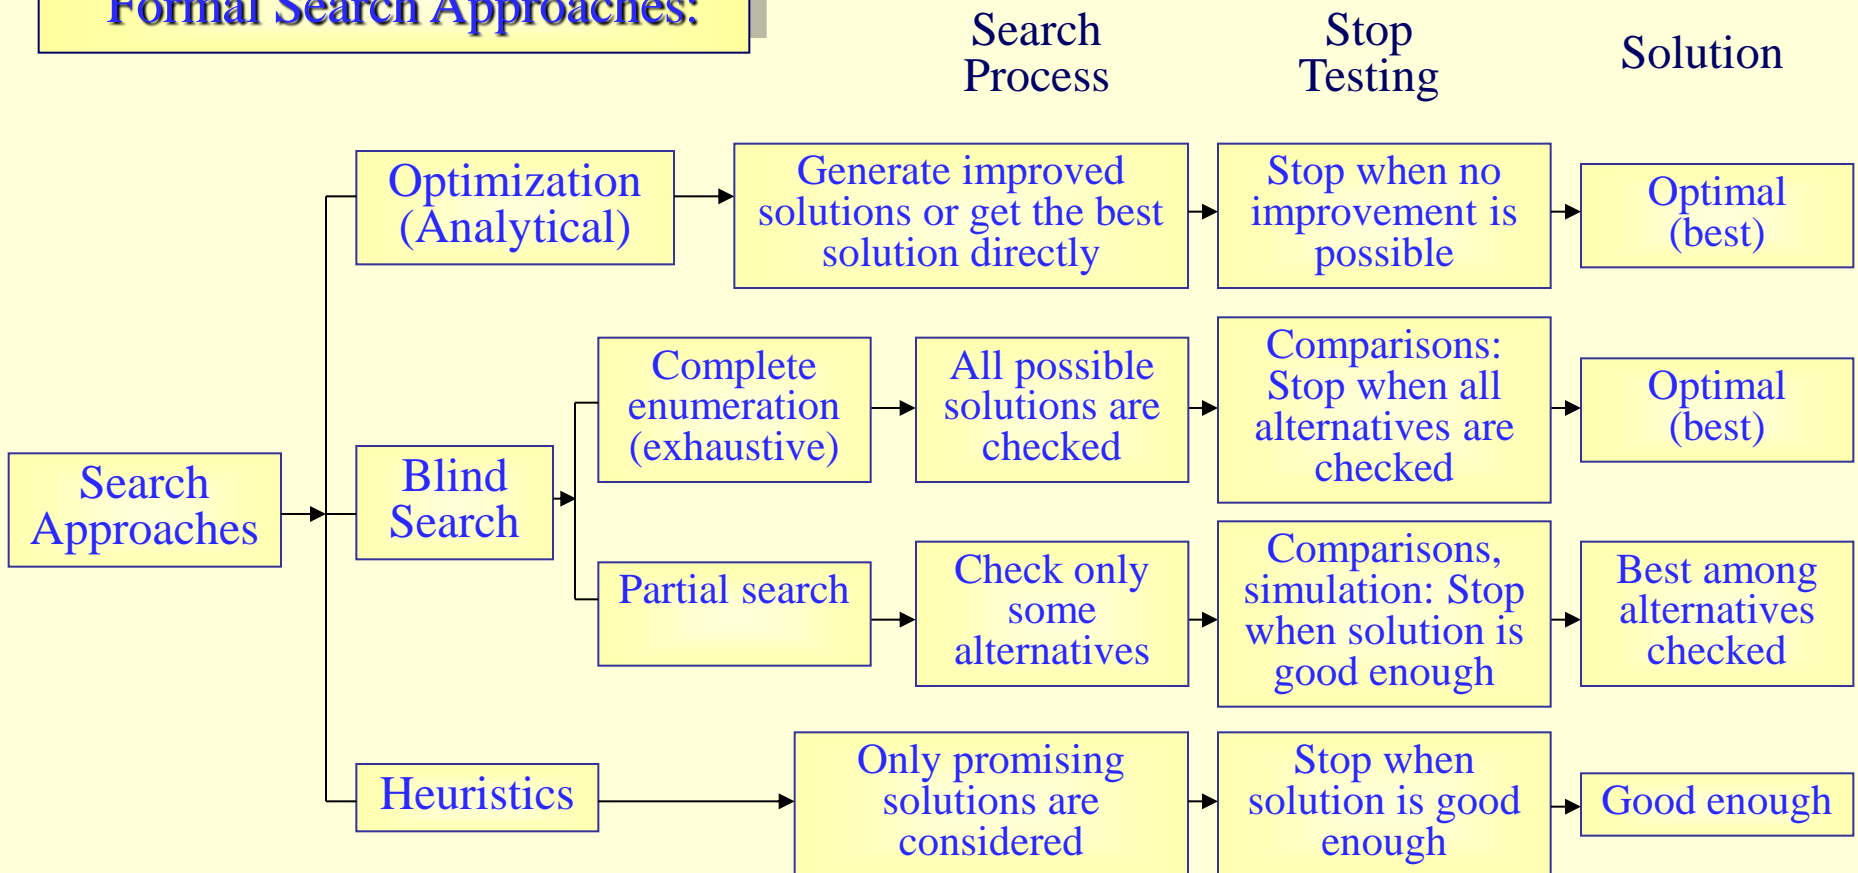 Formal Search Approaches:
Search
Process
Stop
Testing
Solution
Optimization
(Analytical)
Generate improved
solutions or get the best
solution directly
Stop when no
improvement is
possible
Optimal
(best)
Search
Approaches
Blind
Search
Complete
enumeration
(exhaustive)
All possible
solutions are
checked
Comparisons:
Stop when all
alternatives are
checked
Optimal
(best)
Partial search
Check only
some
alternatives
Comparisons,
simulation: Stop
when solution is
good enough
Best among
alternatives
checked
Heuristics
Only promising
solutions are
considered
Stop when
solution is good
enough
Good enough